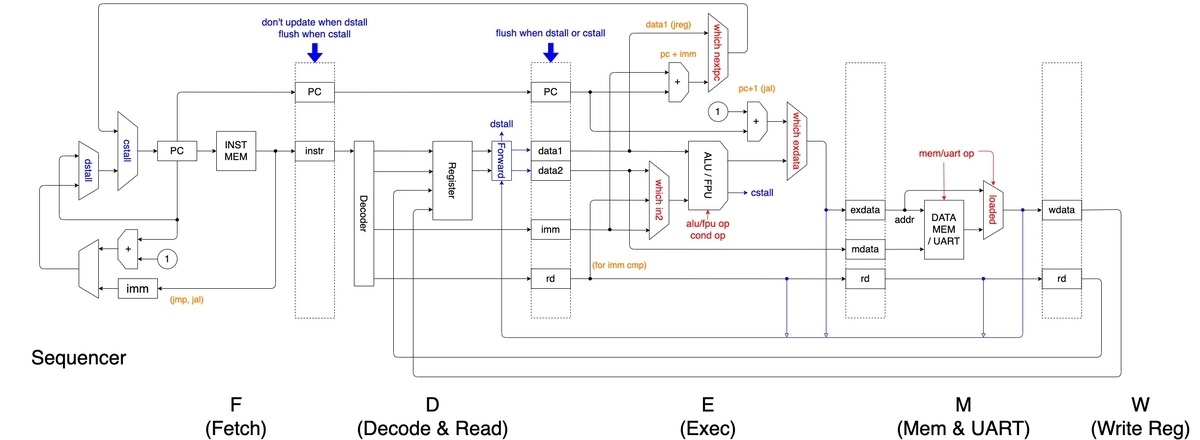 don't update when dstall
flush when cstall
flush when dstall or cstall
data1 (jreg)
which nextpc
pc + imm
+
PC
PC
pc+1 (jal)
1
+
which exdata
dstall
cstall
PC
INST
MEM
instr
dstall
Forward
data1
data2
Decoder
Register
which in2
ALU / FPU
cstall
alu/fpu op
cond op
mem/uart op
loaded
exdata
addr
DATA
MEM
/ UART
wdata
mdata
imm
+
1
imm
(jmp, jal)
rd
(for imm cmp)
rd
rd
Sequencer
F
(Fetch)
D
(Decode & Read)
E
(Exec)
M
(Mem & UART)
W
(Write Reg)